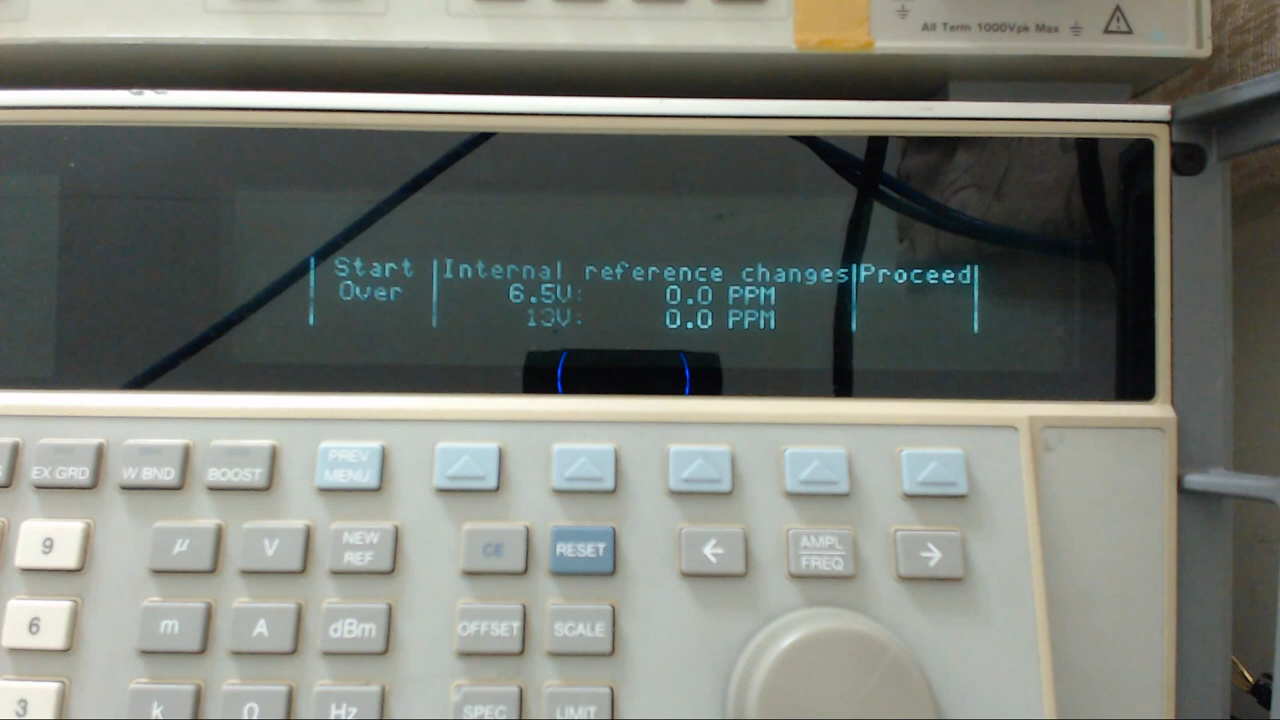 All Term 1000Vpk Max
Start |Internal reference changes|Proceed|
Over 6.5V: 0.0 PPM
13V: 0.0 PPM
EX GRD W BND BOOST PREV MENU
9 µ V NEW REF CE RESET ← AMPL FREQ →
6 m A dBm OFFSET SCALE
3 k Ω Hz SPEC LIMIT